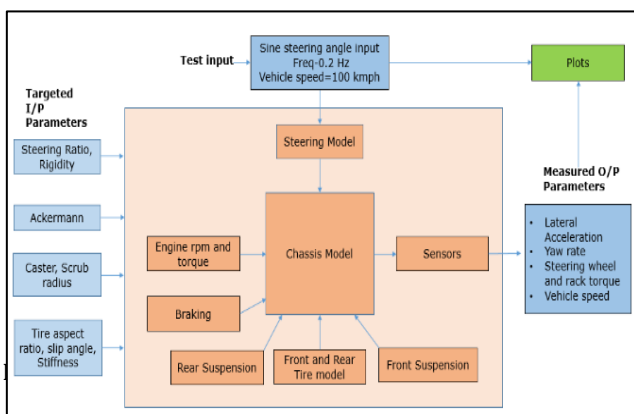 Test input
Sine steering angle input
Freq-0.2 Hz
Vehicle speed=100 kmph
Plots
Targeted
I/P
Parameters
Steering Ratio,
Rigidity
Ackermann
Caster, Scrub
radius
Tire aspect
ratio, slip angle,
Stiffness
Steering Model
Engine rpm and
torque
Chassis Model
Sensors
Braking
Rear Suspension
Front and Rear
Tire model
Front Suspension
Measured O/P
Parameters
• Lateral
Acceleration
• Yaw rate
• Steering wheel
and rack torque
• Vehicle speed